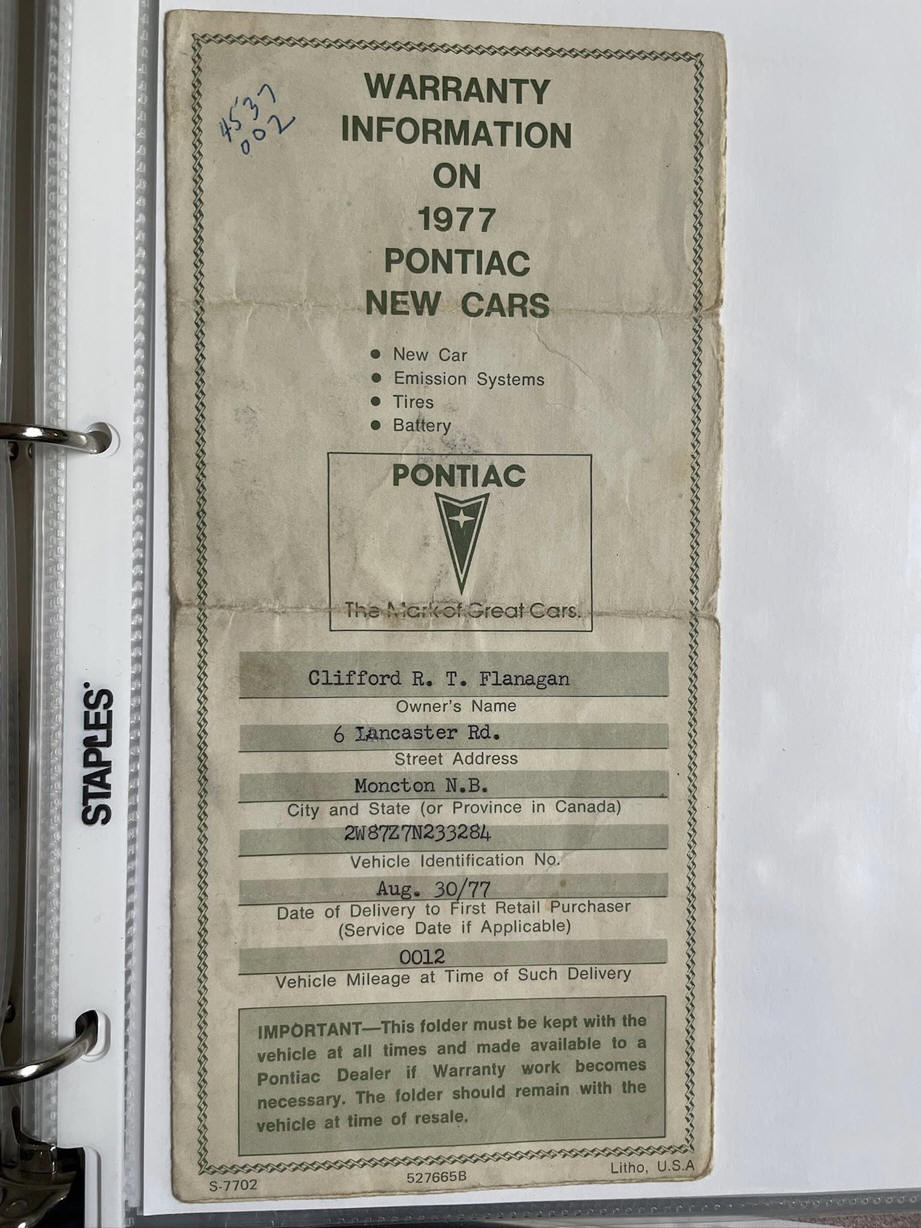 4537
002
WARRANTY
INFORMATION
ON
1977
PONTIAC
NEW CARS
● New Car
● Emission Systems
● Tires
● Battery
PONTIAC
The Mark of Great Cars.
Clifford R. T. Flanagan
Owner's Name
6 Lancaster Rd.
Street Address
Moncton N.B.
City and State (or Province in Canada)
2W87Z7N233284
Vehicle Identification No.
Aug. 30/77
Date of Delivery to First Retail Purchaser
(Service Date if Applicable)
0012
Vehicle Mileage at Time of Such Delivery
IMPORTANT—This folder must be kept with the
vehicle at all times and made available to a
Pontiac Dealer if Warranty work becomes
necessary. The folder should remain with the
vehicle at time of resale.
S-7702
527665B
Litho, U.S.A
STAPLES